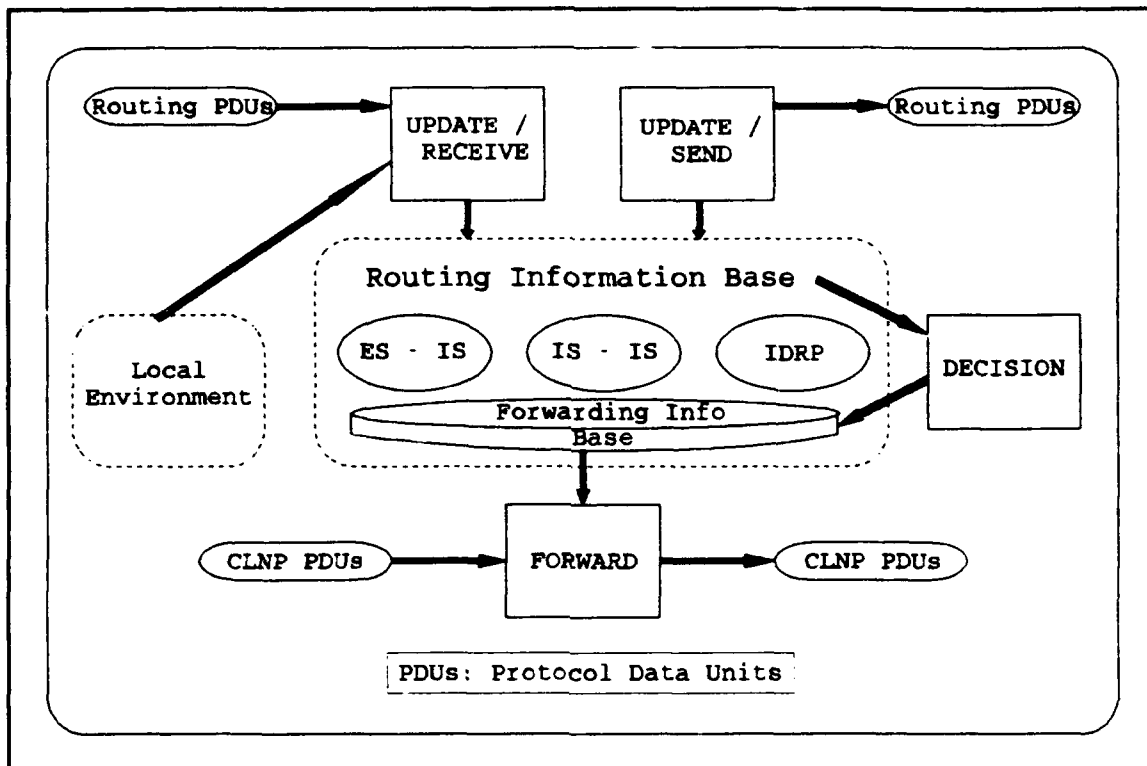 Routing PDUs
UPDATE /
RECEIVE
UPDATE /
SEND
Routing PDUs
Routing Information Base
Local
Environment
ES - IS
IS - IS
IDRP
DECISION
Forwarding Info
Base
CLNP PDUs
FORWARD
CLNP PDUs
PDUs: Protocol Data Units